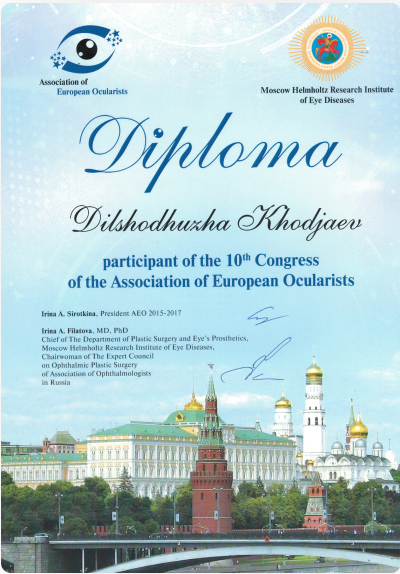 Association of
European Ocularists
Moscow Helmholtz Research Institute
of Eye Diseases
Diploma
Dilshodhuzha Khodjaev
participant of the 10th Congress
of the Association of European Ocularists
Irina A. Sirotkina, President AEO 2015-2017
Irina A. Filatova, MD, PhD
Chief of The Department of Plastic Surgery and Eye's Prosthetics,
Moscow Helmholtz Research Institute of Eye Diseases,
Chairwoman of The Expert Council
on Ophthalmic Plastic Surgery
of Association of Ophthalmologists
in Russia